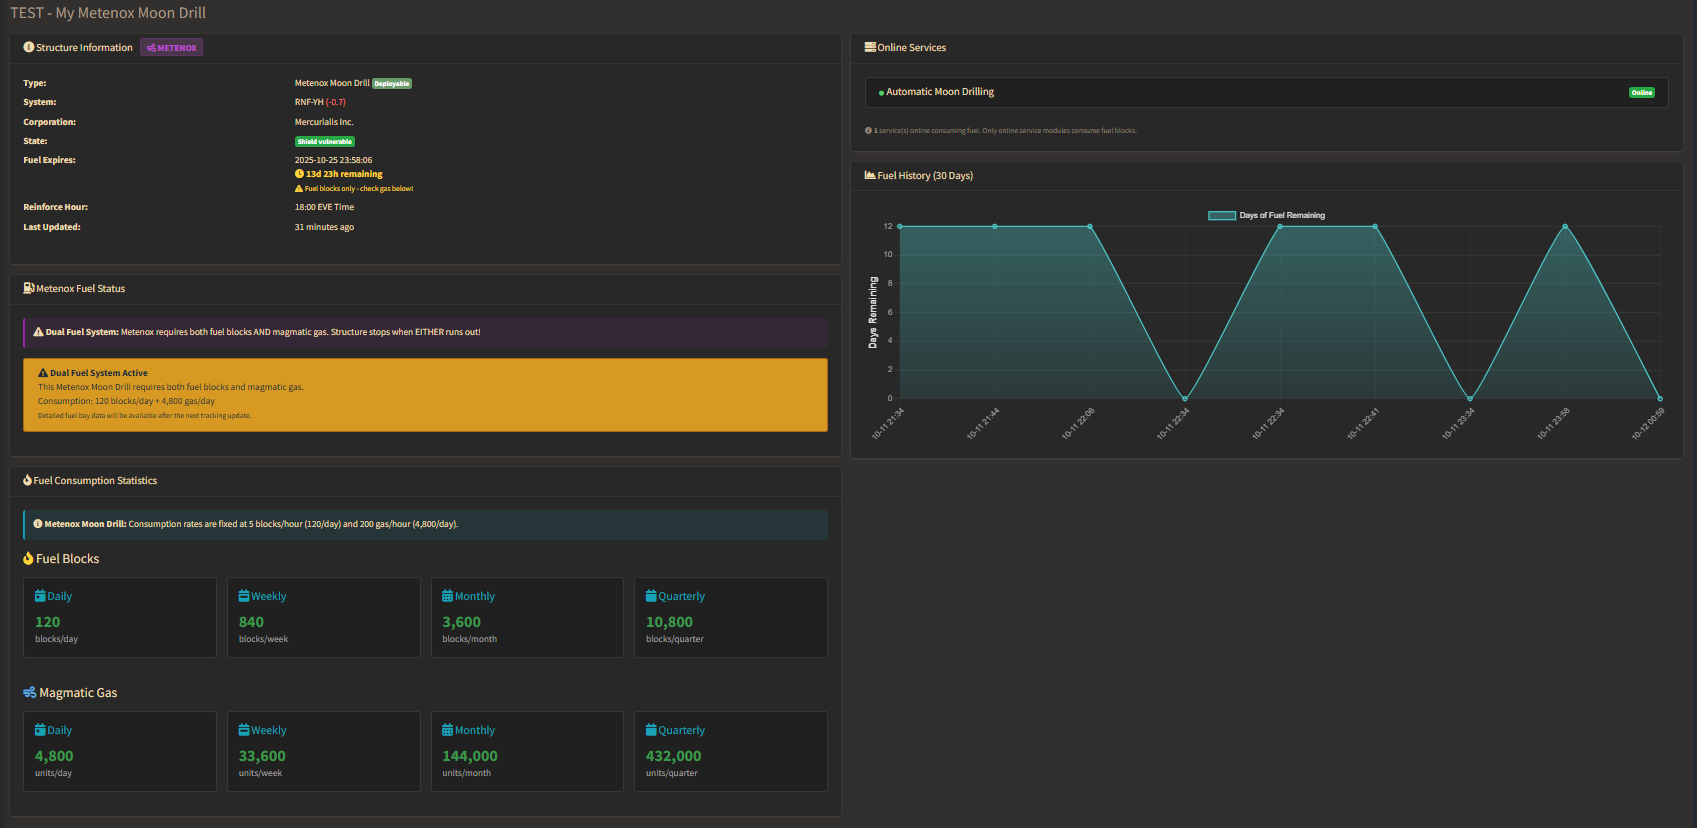 TEST - My Metenox Moon Drill
Structure Information METENOX
Type: Metenox Moon Drill Deployable
System: RNF-YH (-0.7)
Corporation: Mercurialis Inc.
State: Shield vulnerable
Fuel Expires: 2025-10-25 23:58:06
13d 23h remaining
Fuel blocks only - check gas below!
Reinforce Hour: 18:00 EVE Time
Last Updated: 31 minutes ago
Metenox Fuel Status
Dual Fuel System: Metenox requires both fuel blocks AND magmatic gas. Structure stops when EITHER runs out!
Dual Fuel System Active
This Metenox Moon Drill requires both fuel blocks and magmatic gas.
Consumption: 120 blocks/day + 4,800 gas/day
Detailed fuel bay data will be available after the next tracking update.
Fuel Consumption Statistics
Metenox Moon Drill: Consumption rates are fixed at 5 blocks/hour (120/day) and 200 gas/hour (4,800/day).
Fuel Blocks
Daily
120
blocks/day
Weekly
840
blocks/week
Monthly
3,600
blocks/month
Quarterly
10,800
blocks/quarter
Magmatic Gas
Daily
4,800
units/day
Weekly
33,600
units/week
Monthly
144,000
units/month
Quarterly
432,000
units/quarter
Online Services
Automatic Moon Drilling Online
1 service(s) online consuming fuel. Only online service modules consume fuel blocks.
Fuel History (30 Days)
Days of Fuel Remaining
Days Remaining
12
10
8
6
4
2
0
10-11 21:34
10-11 21:44
10-11 22:06
10-11 22:34
10-11 22:34
10-11 22:41
10-11 23:34
10-11 23:58
10-12 00:59